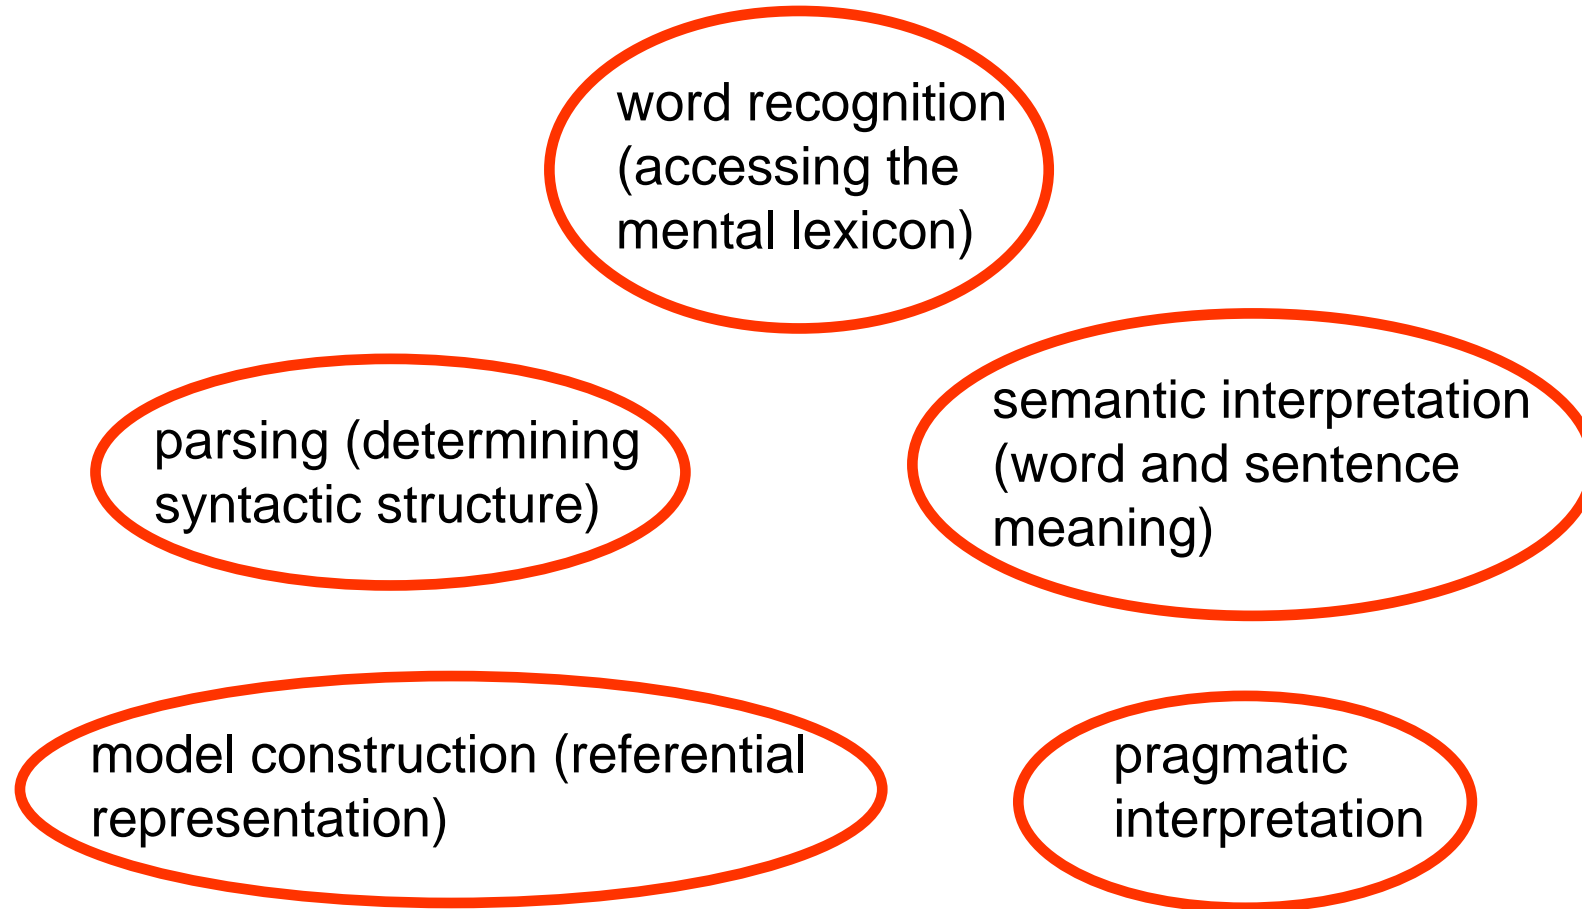 word recognition
(accessing the
mental lexicon)
parsing (determining
syntactic structure)
semantic interpretation
(word and sentence
meaning)
model construction (referential
representation)
pragmatic
interpretation